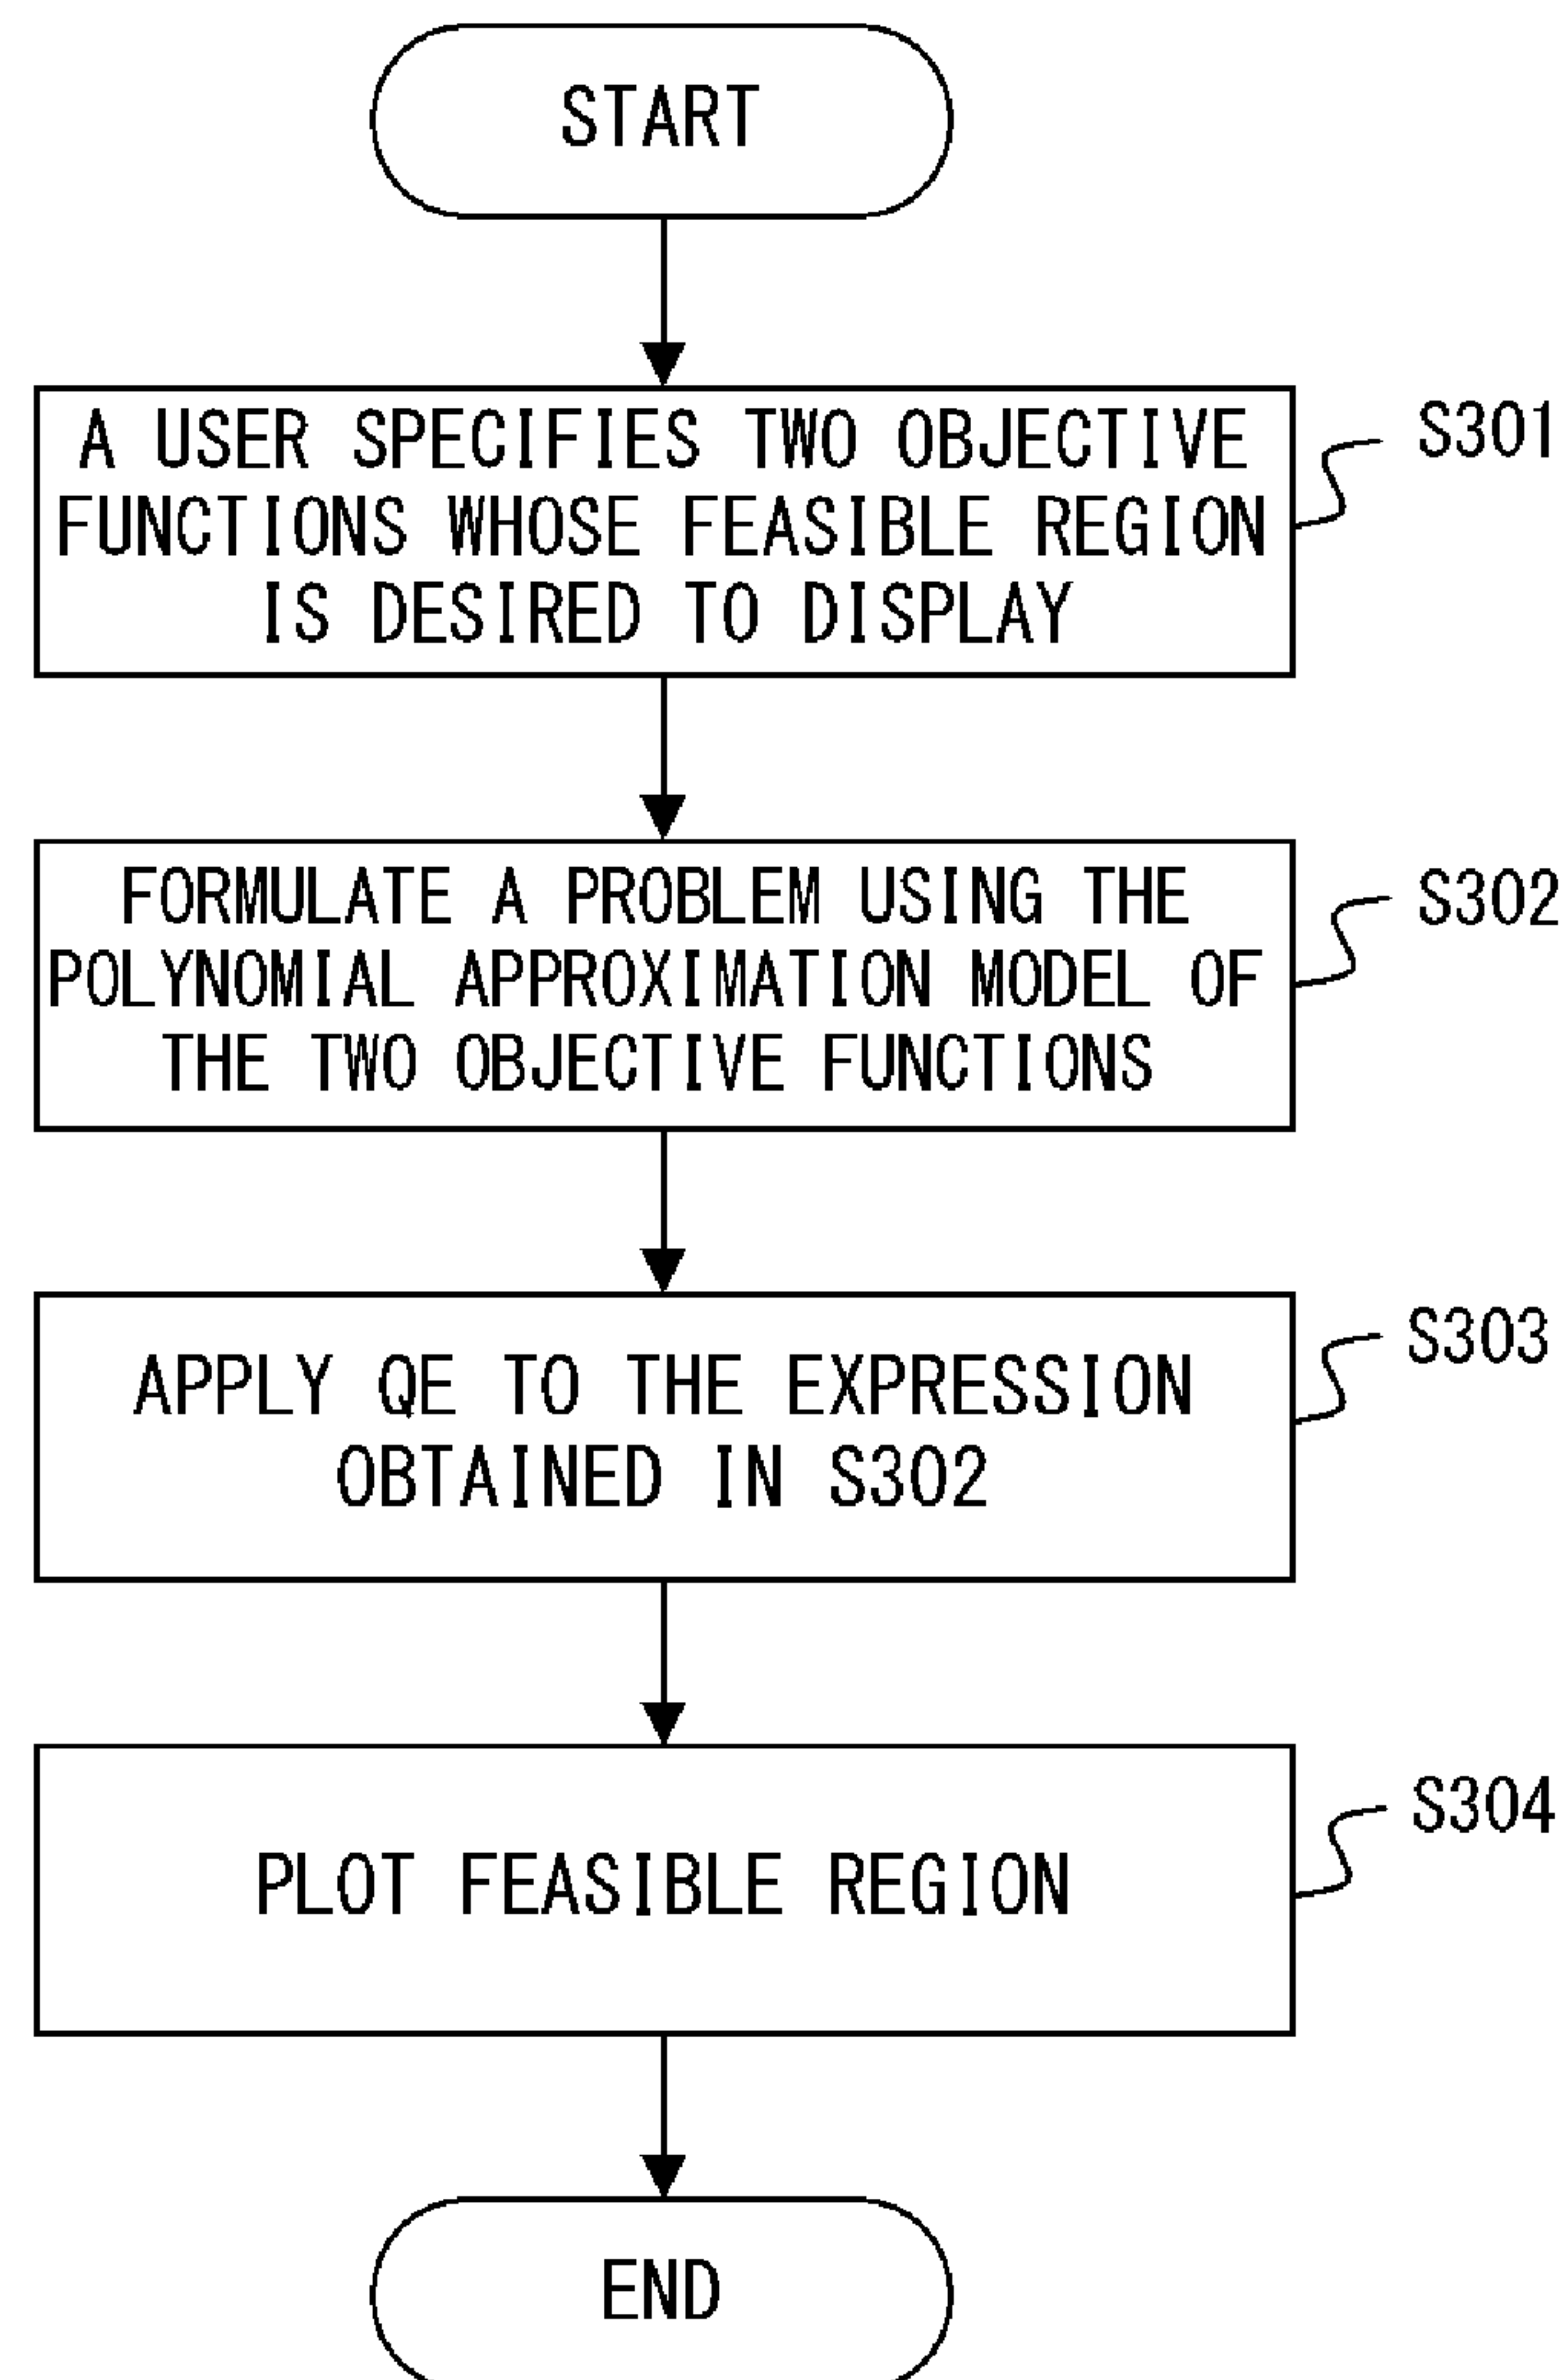 START
A USER SPECIFIES TWO OBJECTIVE
FUNCTIONS WHOSE FEASIBLE REGION
IS DESIRED TO DISPLAY
S301
FORMULATE A PROBLEM USING THE
POLYNOMIAL APPROXIMATION MODEL OF
THE TWO OBJECTIVE FUNCTIONS
S302
APPLY QE TO THE EXPRESSION
OBTAINED IN S302
S303
PLOT FEASIBLE REGION
S304
END